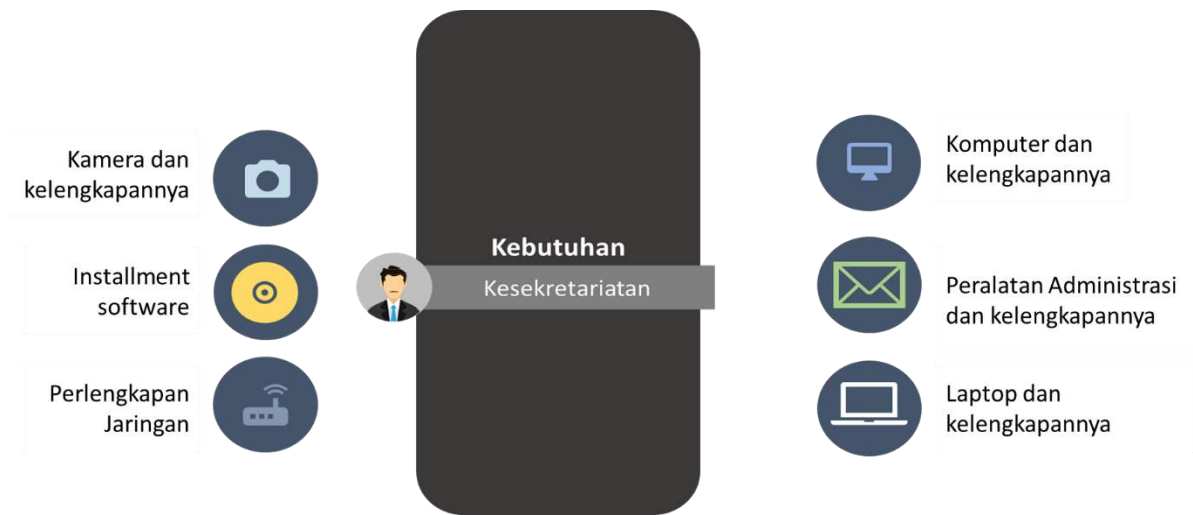 Kamera dan
kelengkapannya
Installment
software
Perlengkapan
Jaringan
Kebutuhan
Kesekretariatan
Komputer dan
kelengkapannya
Peralatan Administrasi
dan kelengkapannya
Laptop dan
kelengkapannya